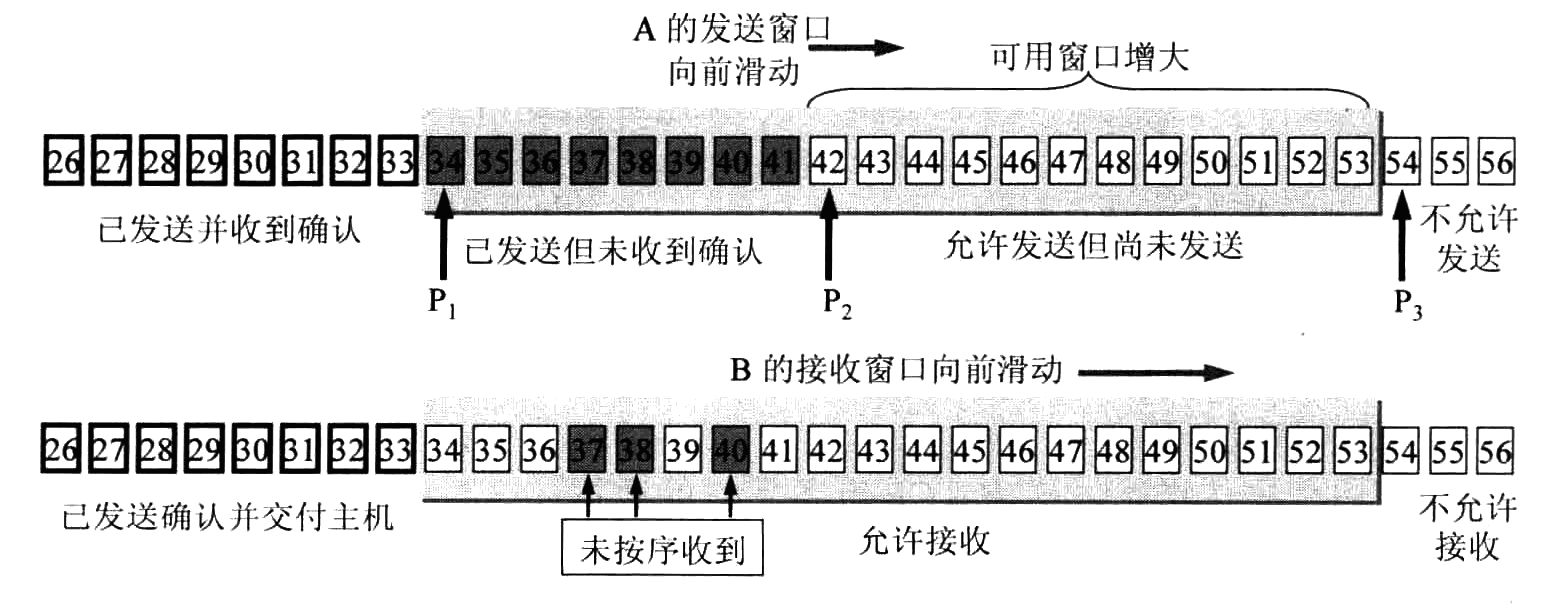 A 的发送窗口
向前滑动
可用窗口增大
26 27 28 29 30 31 32 33 34 35 36 37 38 39 40 41 42 43 44 45 46 47 48 49 50 51 52 53 54 55 56
已发送并收到确认
已发送但未收到确认
允许发送但尚未发送
不允许
发送
P1
P2
P3
B 的接收窗口向前滑动
26 27 28 29 30 31 32 33 34 35 36 37 38 39 40 41 42 43 44 45 46 47 48 49 50 51 52 53 54 55 56
已发送确认并交付主机
未按序收到
允许接收
不允许
接收